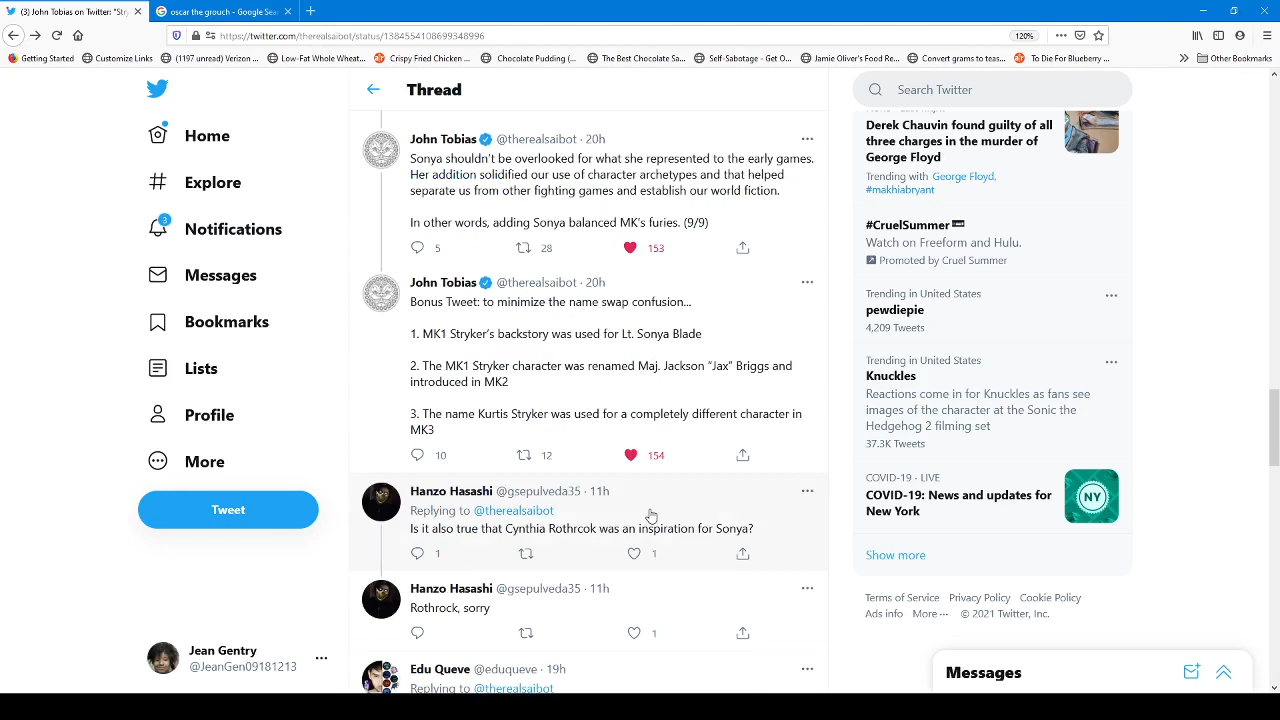 (3) John Tobias on Twitter: "Stry
oscar the grouch - Google Sear
https://twitter.com/therealsaibot/status/1384554108699348996
120%
Getting Started
Customize Links
(1197 unread) Verizon ...
Low-Fat Whole Wheat...
Crispy Fried Chicken ...
Chocolate Pudding (...
The Best Chocolate Sa...
Self-Sabotage - Get O...
Jamie Oliver's Food Re...
Convert grams to teas...
To Die For Blueberry ...
Other Bookmarks
Home
Explore
3
Notifications
Messages
Bookmarks
Lists
Profile
More
Tweet
Jean Gentry
@JeanGen09181213
Thread
John Tobias @therealsaibot · 20h
Sonya shouldn't be overlooked for what she represented to the early games.
Her addition solidified our use of character archetypes and that helped
separate us from other fighting games and establish our world fiction.
In other words, adding Sonya balanced MK's furies. (9/9)
5 28 153
John Tobias @therealsaibot · 20h
Bonus Tweet: to minimize the name swap confusion...
1. MK1 Stryker's backstory was used for Lt. Sonya Blade
2. The MK1 Stryker character was renamed Maj. Jackson "Jax" Briggs and
introduced in MK2
3. The name Kurtis Stryker was used for a completely different character in
MK3
10 12 154
Hanzo Hasashi @gsepulveda35 · 11h
Replying to @therealsaibot
Is it also true that Cynthia Rothrcok was an inspiration for Sonya?
1 1
Hanzo Hasashi @gsepulveda35 · 11h
Rothrock, sorry
1
Edu Queve @eduqueve · 19h
Replying to @therealsaibot
Search Twitter
Derek Chauvin found guilty of all
three charges in the murder of
George Floyd
Trending with George Floyd,
#makhiabryant
#CruelSummer
Watch on Freeform and Hulu.
Promoted by Cruel Summer
Trending in United States
pewdiepie
4,209 Tweets
Trending in United States
Knuckles
Reactions come in for Knuckles as fans see
images of the character at the Sonic the
Hedgehog 2 filming set
37.3K Tweets
COVID-19 · LIVE
COVID-19: News and updates for
New York
NY
Show more
Terms of Service Privacy Policy Cookie Policy
Ads info More ··· © 2021 Twitter, Inc.
Messages